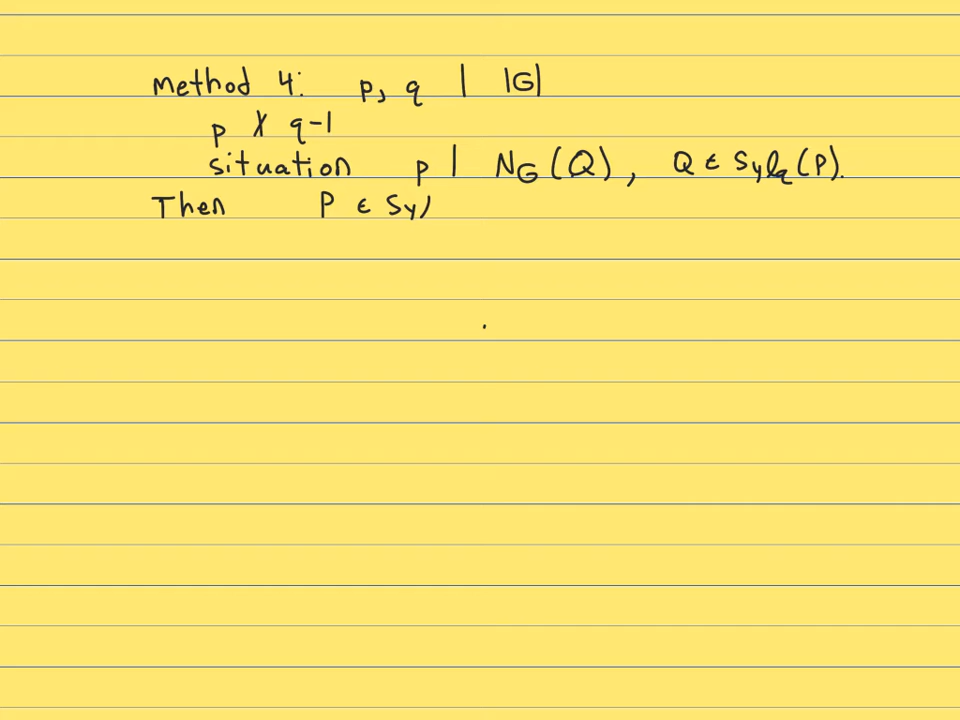 Method 4: p, q | |G|
p ∤ q-1
situation p | N_G(Q), Q ∈ Syl_q(P).
Then P ∈ Syl